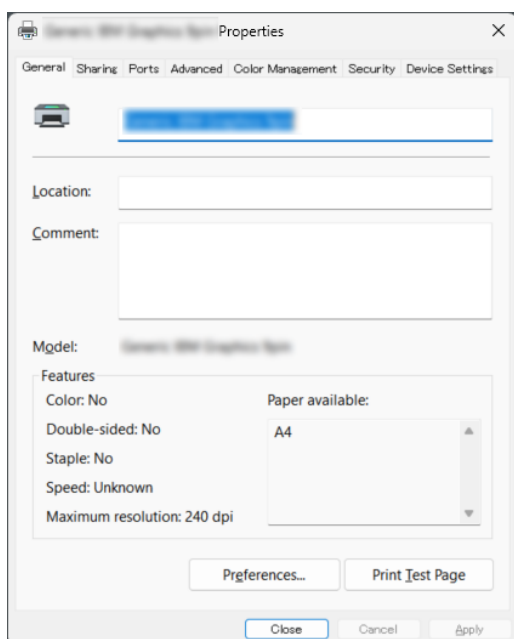 Properties
General Sharing Ports Advanced Color Management Security Device Settings
Location:
Comment:
Model:
Features
Color: No
Paper available:
Double-sided: No
A4
Staple: No
Speed: Unknown
Maximum resolution: 240 dpi
Preferences...
Print Test Page
Close
Cancel
Apply